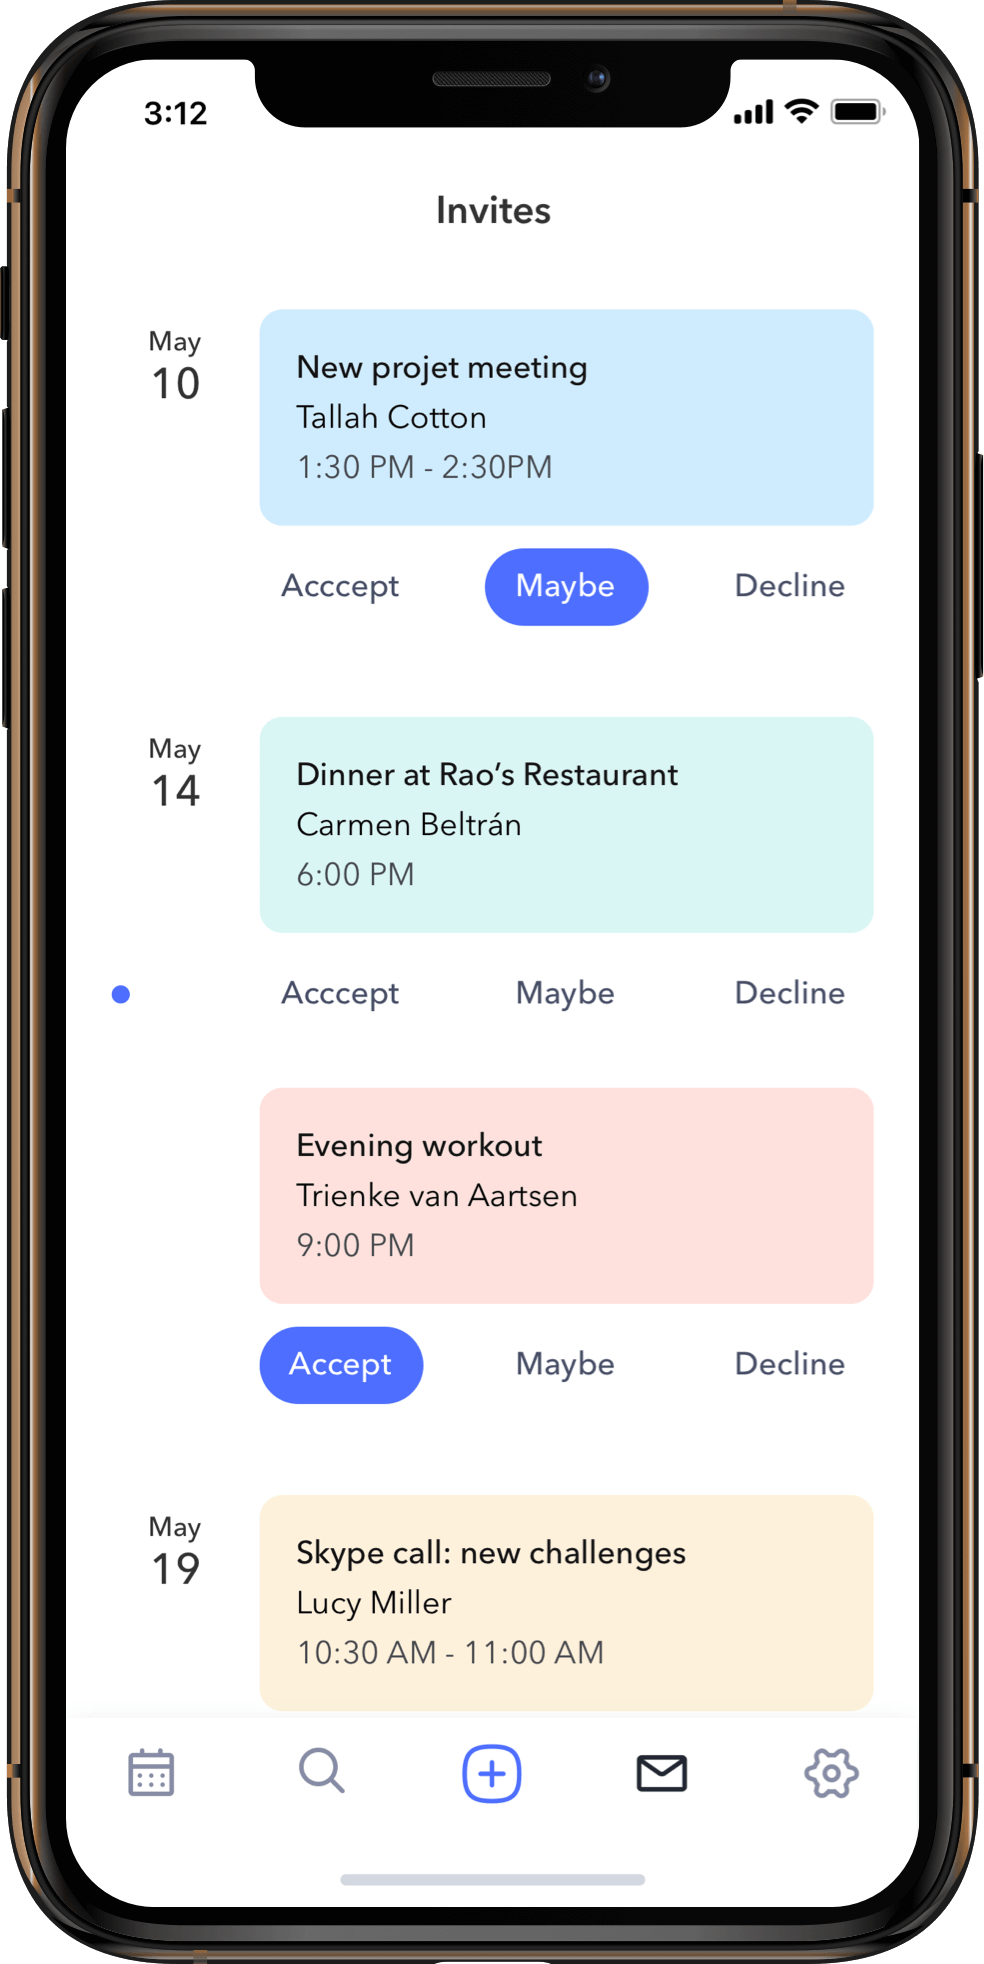 3:12
Invites
May
10
New projet meeting
Tallah Cotton
1:30 PM - 2:30PM
Acccept Maybe Decline
May
14
Dinner at Rao’s Restaurant
Carmen Beltrán
6:00 PM
Acccept Maybe Decline
Evening workout
Trienke van Aartsen
9:00 PM
Accept Maybe Decline
May
19
Skype call: new challenges
Lucy Miller
10:30 AM - 11:00 AM